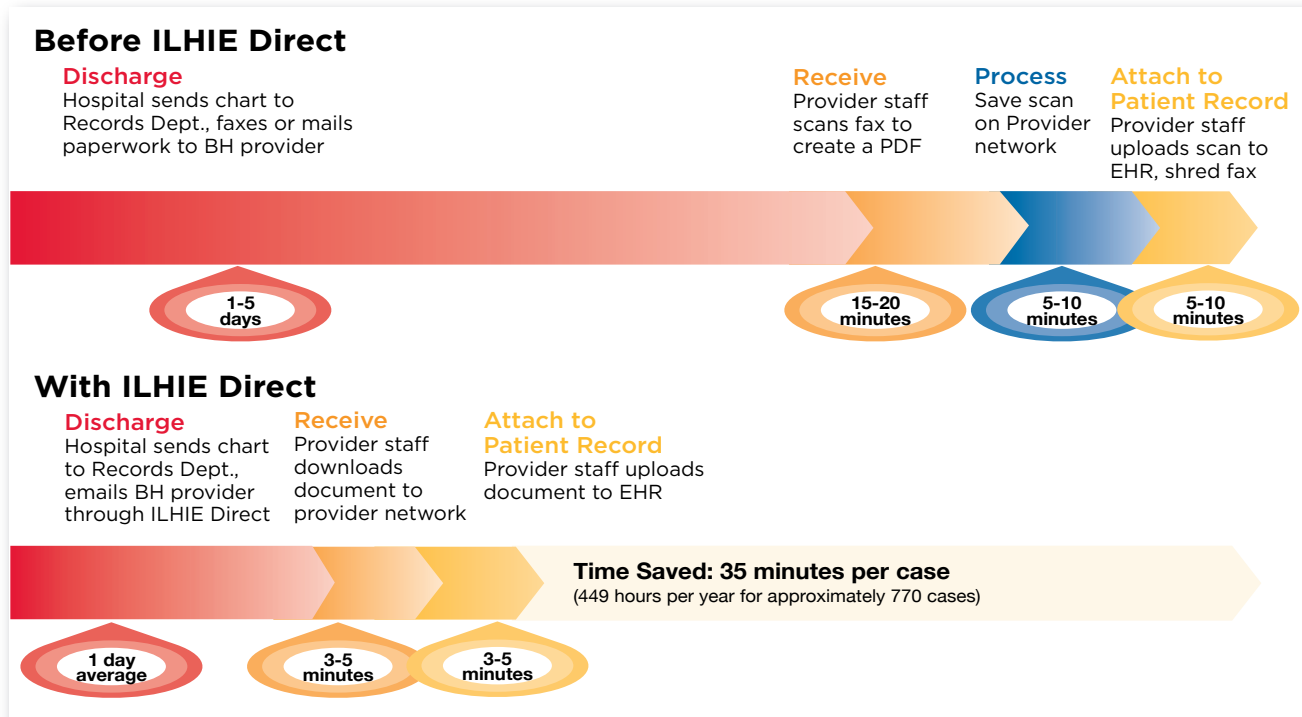 Before ILHIE Direct
Discharge
Hospital sends chart to
Records Dept., faxes or mails
paperwork to BH provider
Receive
Provider staff
scans fax to
create a PDF
Process
Save scan
on Provider
network
Attach to
Patient Record
Provider staff
uploads scan to
EHR, shred fax
1-5
days
15-20
minutes
5-10
minutes
5-10
minutes
With ILHIE Direct
Discharge
Hospital sends chart
to Records Dept.,
emails BH provider
through ILHIE Direct
Receive
Provider staff
downloads
document to
provider network
Attach to
Patient Record
Provider staff uploads
document to EHR
Time Saved: 35 minutes per case
(449 hours per year for approximately 770 cases)
1 day
average
3-5
minutes
3-5
minutes